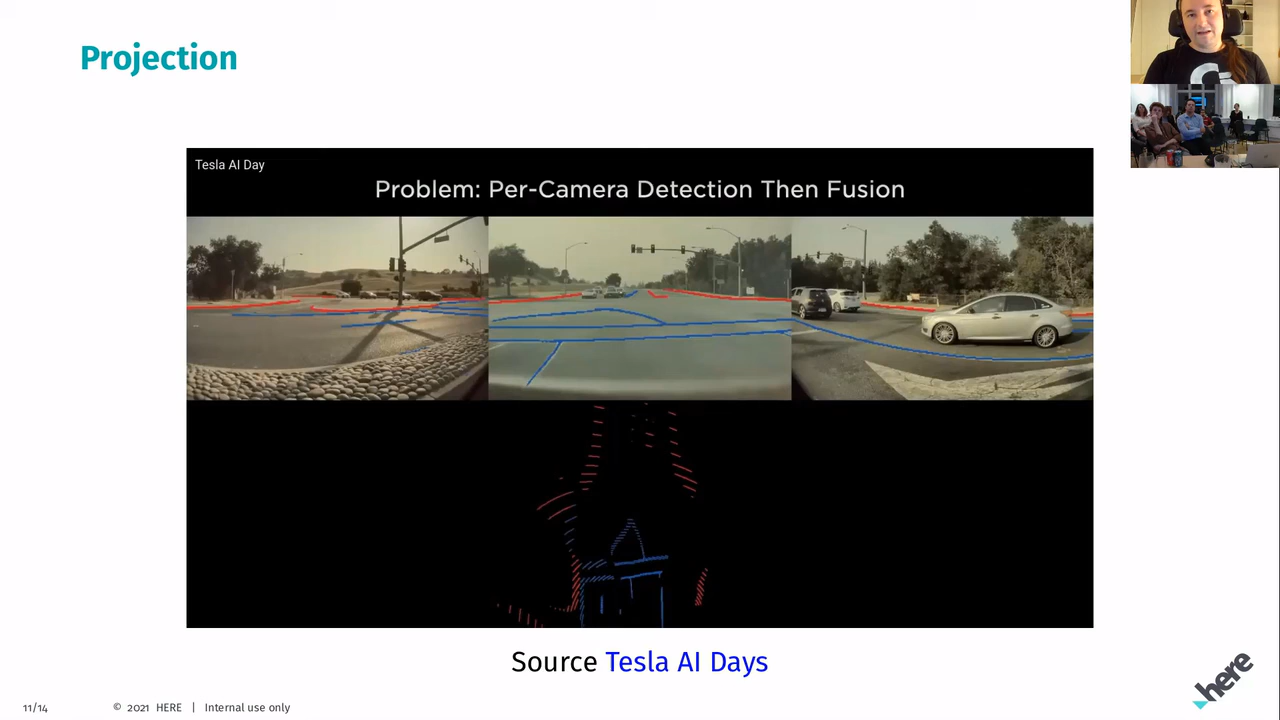 Projection
Tesla AI Day
Problem: Per-Camera Detection Then Fusion
Source Tesla AI Days
11/14
© 2021 HERE | Internal use only
here